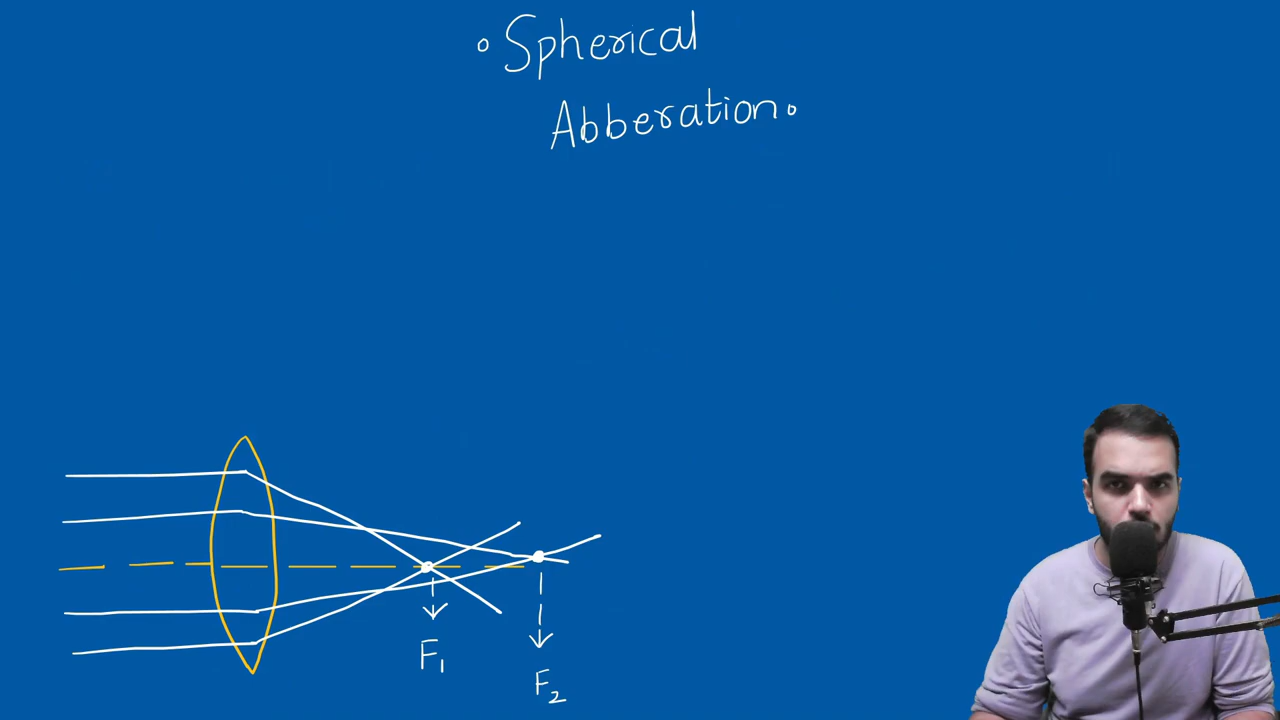 Spherical
Abberation.
F₁
F₂